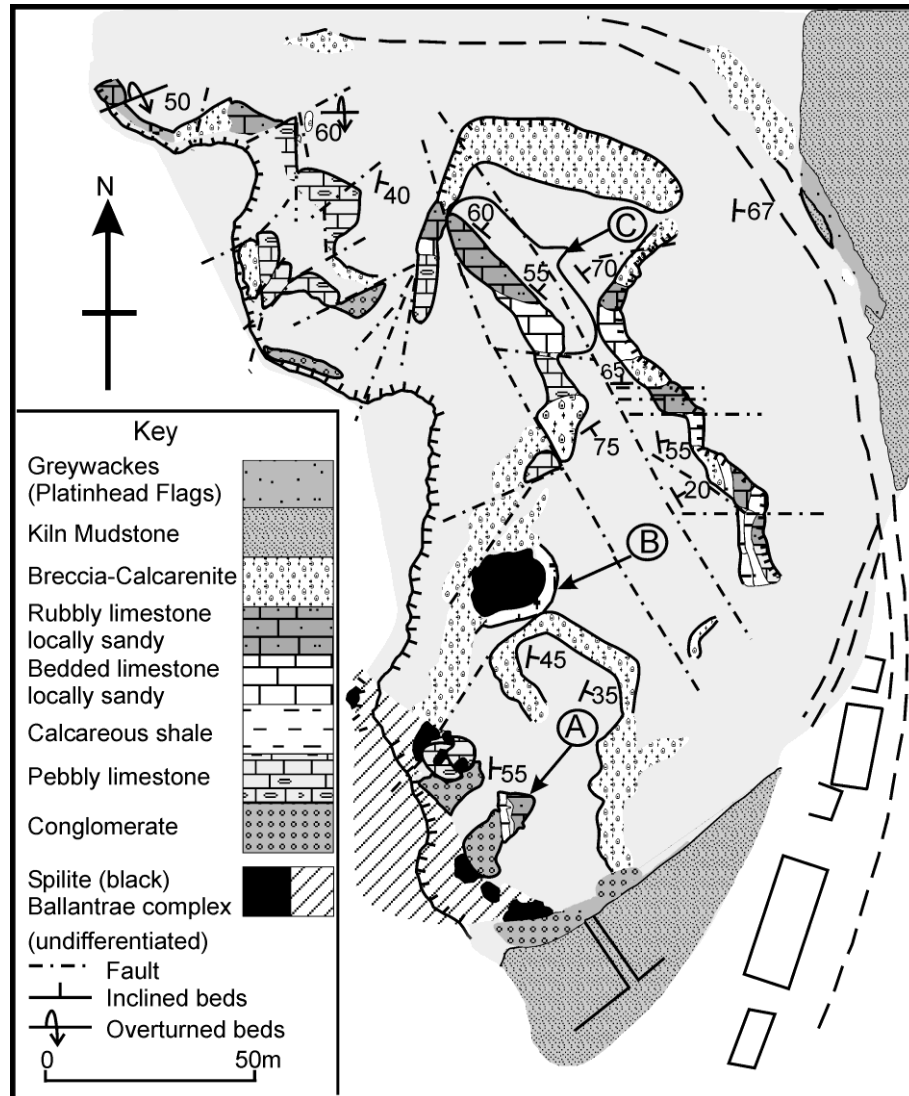 50
60
40
N
60
C
55
70
67
65
75
55
20
B
45
35
A
55
Key
Greywackes
(Platinhead Flags)
Kiln Mudstone
Breccia-Calcarenite
Rubbly limestone
locally sandy
Bedded limestone
locally sandy
Calcareous shale
Pebbly limestone
Conglomerate
Spilite (black)
Ballantrae complex
(undifferentiated)
Fault
Inclined beds
Overturned beds
0 50m